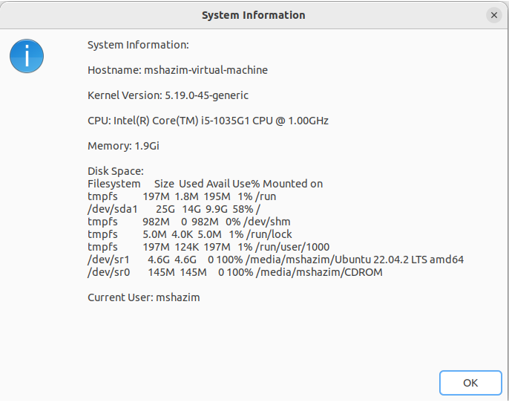 System Information
System Information:
Hostname: mshazim-virtual-machine
Kernel Version: 5.19.0-45-generic
CPU: Intel(R) Core(TM) i5-1035G1 CPU @ 1.00GHz
Memory: 1.9Gi
Disk Space:
Filesystem Size Used Avail Use% Mounted on
tmpfs 197M 1.8M 195M 1% /run
/dev/sda1 25G 14G 9.9G 58% /
tmpfs 982M 0 982M 0% /dev/shm
tmpfs 5.0M 4.0K 5.0M 1% /run/lock
tmpfs 197M 124K 197M 1% /run/user/1000
/dev/sr1 4.6G 4.6G 0 100% /media/mshazim/Ubuntu 22.04.2 LTS amd64
/dev/sr0 145M 145M 0 100% /media/mshazim/CDROM
Current User: mshazim
OK